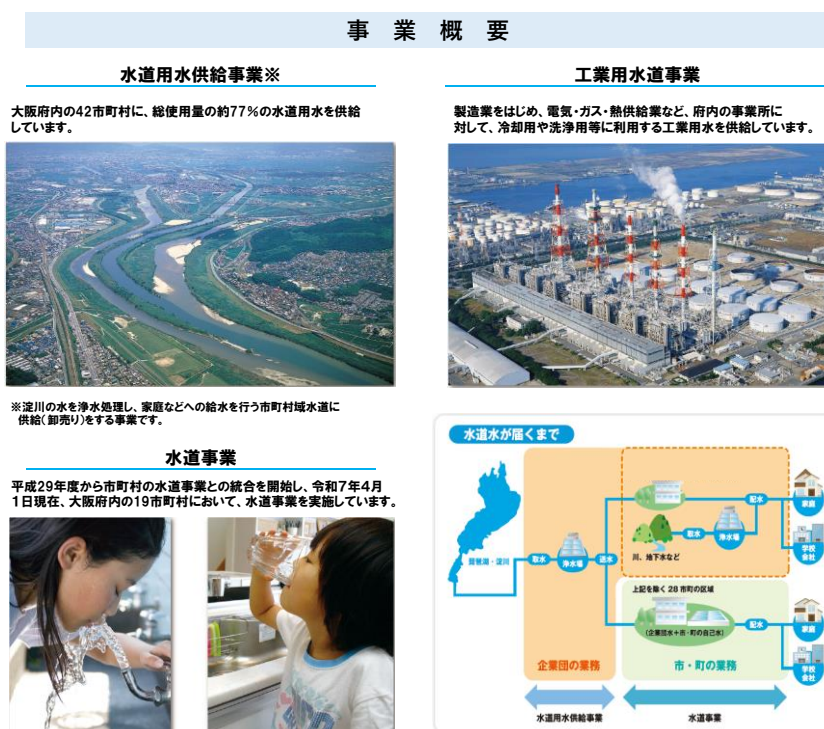 事業概要
水道用水供給事業※
大阪府内の42市町村に、総使用量の約77％の水道用水を供給
しています。
※淀川の水を浄水処理し、家庭などへの給水を行う市町村域水道に
供給（卸売り）をする事業です。
水道事業
平成29年度から市町村の水道事業との統合を開始し、令和7年4月
1日現在、大阪府内の19市町村において、水道事業を実施しています。
工業用水道事業
製造業をはじめ、電気・ガス・熱供給業など、府内の事業所に
対して、冷却用や洗浄用等に利用する工業用水を供給しています。
水道水が届くまで
琵琶湖・淀川
取水
浄水場
送水
川、地下水など
取水
浄水場
配水
家庭
学校
会社
上記を除く 28 市町の区域
（企業団水＋市・町の自己水）
配水
家庭
学校
会社
企業団の業務
市・町の業務
水道用水供給事業
水道事業